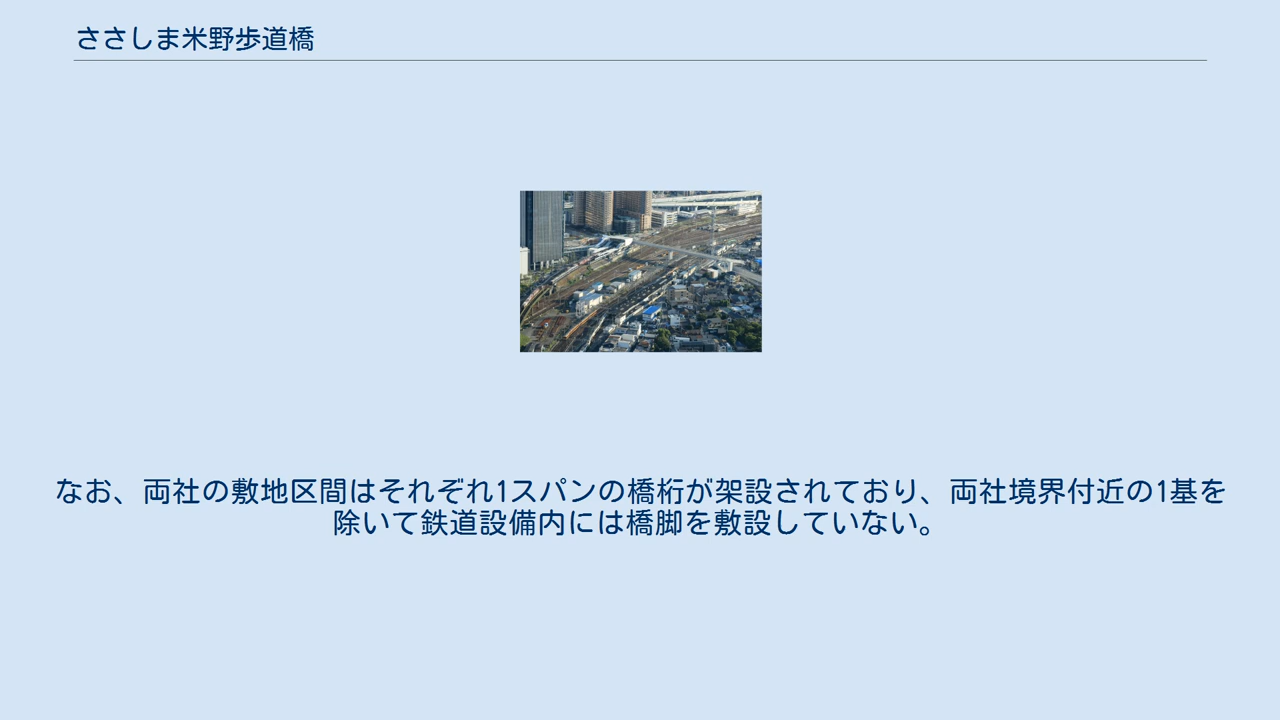 ささしま米野歩道橋
なお、両社の敷地区間はそれぞれ1スパンの橋桁が架設されており、両社境界付近の1基を
除いて鉄道設備内には橋脚を敷設していない。